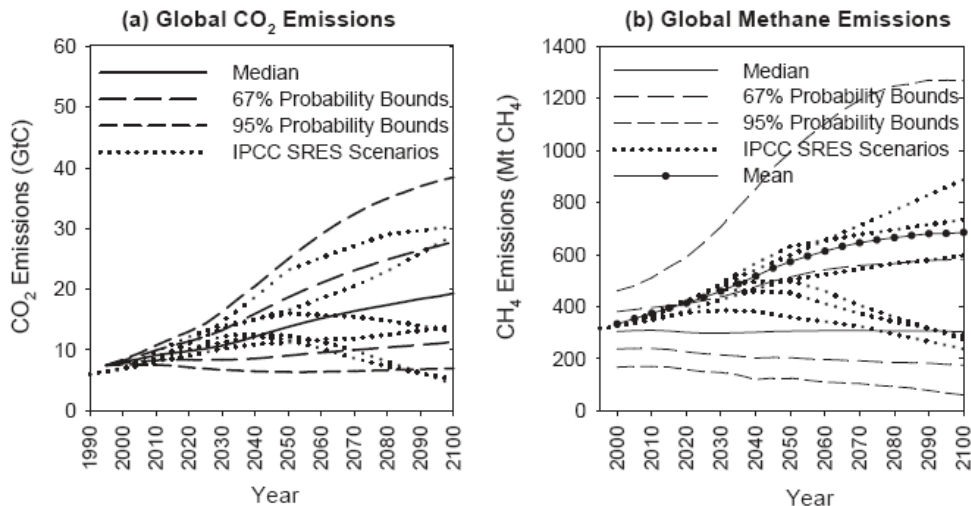 (a) Global CO2 Emissions
60
50
40
30
20
10
0
CO2 Emissions (GtC)
Median
67% Probability Bounds
95% Probability Bounds
IPCC SRES Scenarios
1990
2000
2010
2020
2030
2040
2050
2060
2070
2080
2090
2100
Year
(b) Global Methane Emissions
1400
1200
1000
800
600
400
200
0
CH4 Emissions (Mt CH4)
Median
67% Probability Bounds
95% Probability Bounds
IPCC SRES Scenarios
Mean
2000
2010
2020
2030
2040
2050
2060
2070
2080
2090
2100
Year